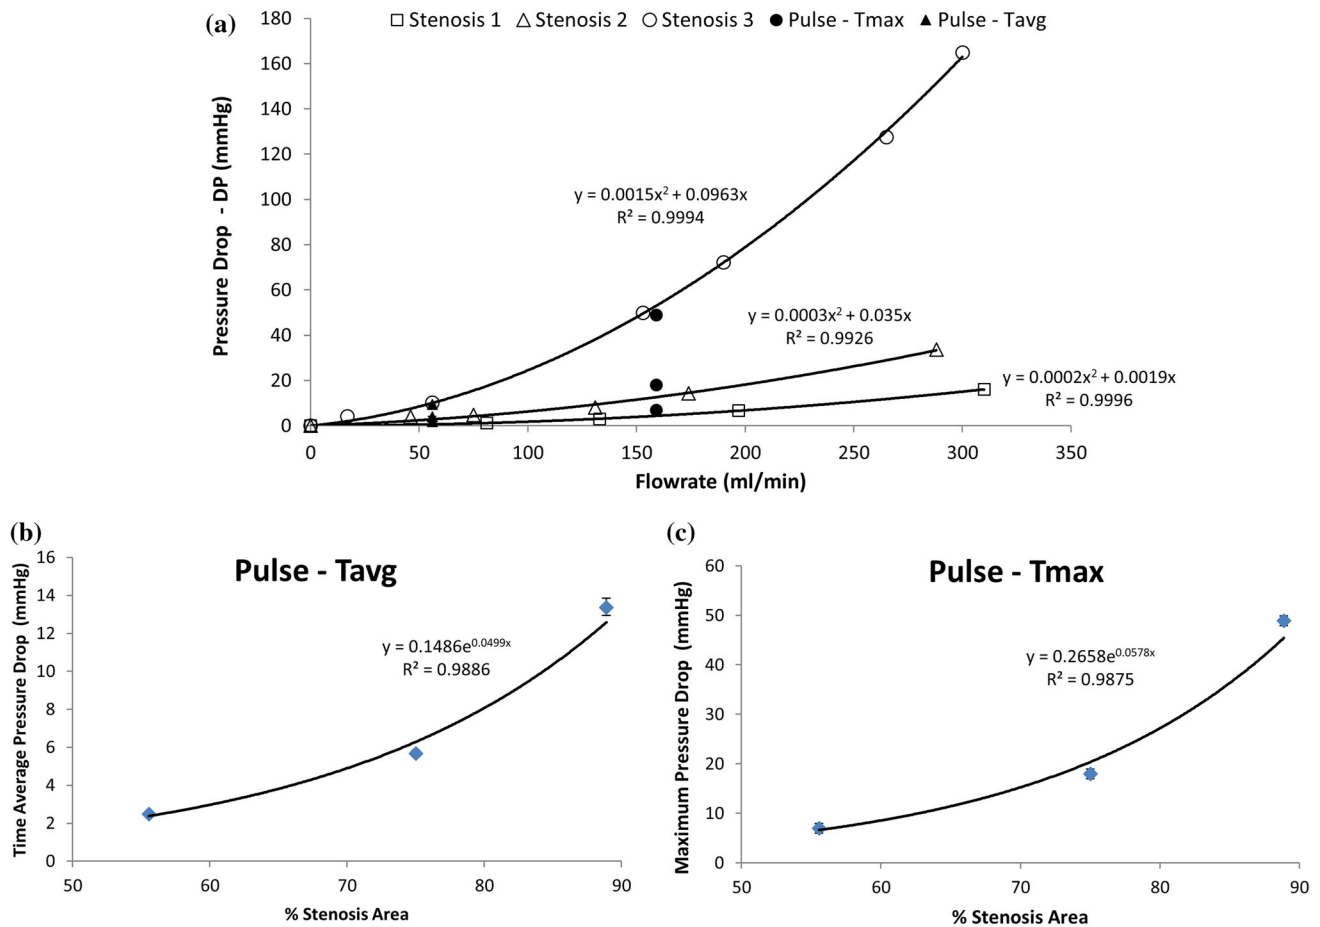 (a)
Stenosis 1 Stenosis 2 Stenosis 3 Pulse - Tmax Pulse - Tavg
Pressure Drop - DP (mmHg)
180
160
140
120
100
80
60
40
20
0
y = 0.0015x² + 0.0963x
R² = 0.9994
y = 0.0003x² + 0.035x
R² = 0.9926
y = 0.0002x² + 0.0019x
R² = 0.9996
0 50 100 150 200 250 300 350
Flowrate (ml/min)
(b)
Pulse - Tavg
Time Average Pressure Drop (mmHg)
16
14
12
10
8
6
4
2
0
y = 0.1486e^0.0499x
R² = 0.9886
50 60 70 80 90
% Stenosis Area
(c)
Pulse - Tmax
Maximum Pressure Drop (mmHg)
60
50
40
30
20
10
0
y = 0.2658e^0.0578x
R² = 0.9875
50 60 70 80 90
% Stenosis Area